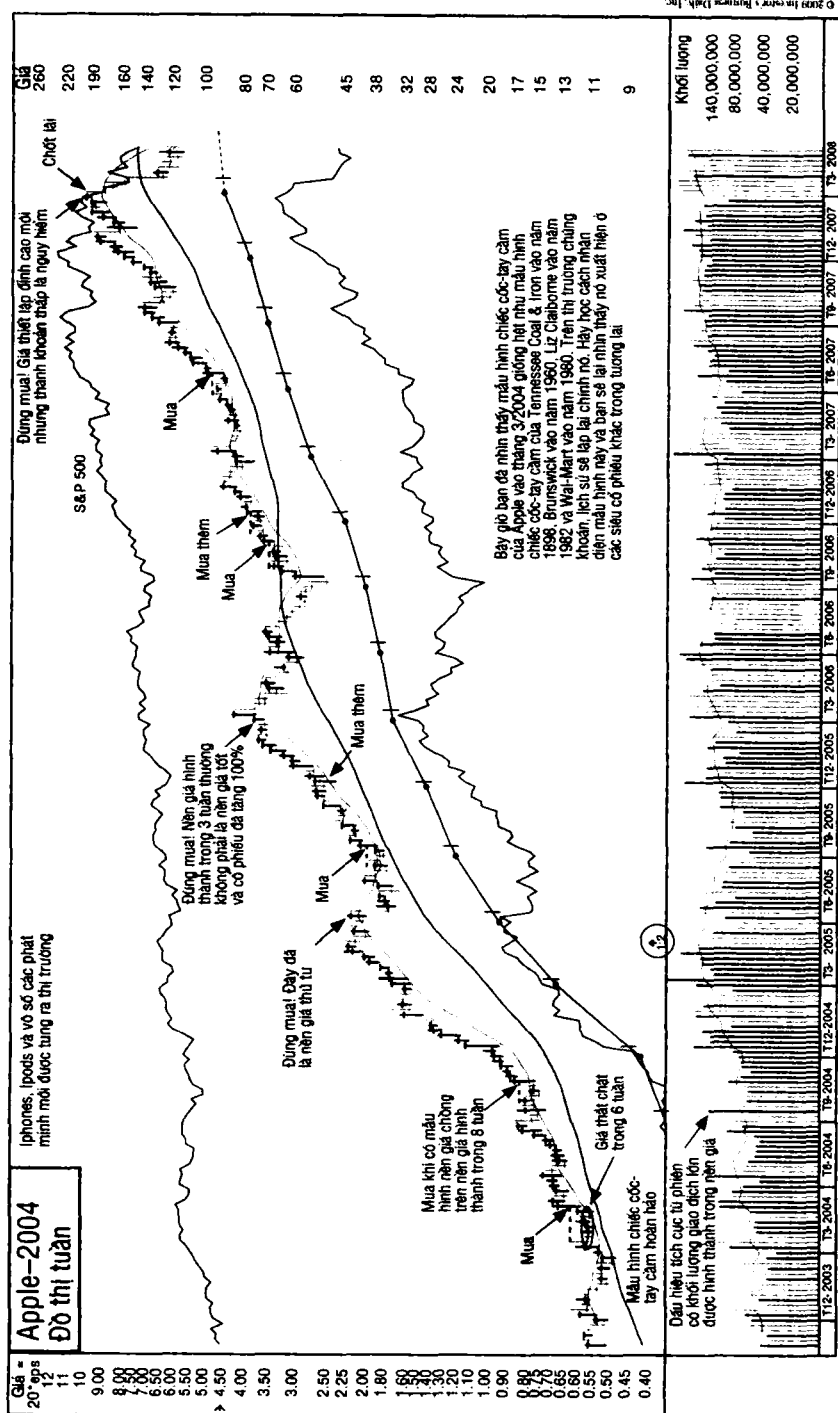 Apple–2004
Đồ thị tuần
Iphones, Ipods và vô số các phát
minh mới được tung ra thị trường
Giá =
20*eps
12
11
10
9.00
8.00
7.50
7.00
6.50
6.00
5.50
5.00
4.50
4.00
3.50
3.00
2.50
2.25
2.00
1.80
1.60
1.50
1.40
1.30
1.20
1.10
1.00
0.90
0.80
0.75
0.70
0.65
0.60
0.55
0.50
0.45
0.40
Mua khi có mẫu
hình nền giá chồng
trên nền giá hình
thành trong 8 tuần
Mua
Giá thắt chặt
trong 6 tuần
Mẫu hình chiếc cốc-
tay cầm hoàn hảo
Dấu hiệu tích cực từ phiên
có khối lượng giao dịch lớn
được hình thành trong nền giá
Đừng mua! Đây đã
là nền giá thứ tư
Mua
Đừng mua! Nền giá hình
thành trong 3 tuần thường
không phải là nền giá tốt
và cổ phiếu đã tăng 100%
Mua thêm
Mua
Mua thêm
S&P 500
Mua
Đừng mua! Giá thiết lập đỉnh cao mới
nhưng thanh khoản thấp là nguy hiểm
Chốt lãi
Bây giờ bạn đã nhìn thấy mẫu hình chiếc cốc-tay cầm
của Apple vào tháng 3/2004 giống hệt như mẫu hình
chiếc cốc-tay cầm của Tennessee Coal & Iron vào năm
1898, Brunswick vào năm 1960, Liz Claiborne vào năm
1982 và Wal-Mart vào năm 1980. Trên thị trường chứng
khoán, lịch sử sẽ lặp lại chính nó. Hãy học cách nhận
diện mẫu hình này và bạn sẽ lại nhìn thấy nó xuất hiện ở
các siêu cổ phiếu khác trong tương lai
Giá
260
220
190
160
140
120
100
80
70
60
45
38
32
28
24
20
17
15
13
11
9
Khối lượng
140,000,000
80,000,000
40,000,000
20,000,000
T12- 2003
T3- 2004
T6- 2004
T9- 2004
T12- 2004
T3- 2005
T6- 2005
T9- 2005
T12- 2005
T3- 2006
T6- 2006
T9- 2006
T12- 2006
T3- 2007
T6- 2007
T9- 2007
T12- 2007
T3- 2008
© 2009 Investor's Business Daily, Inc.